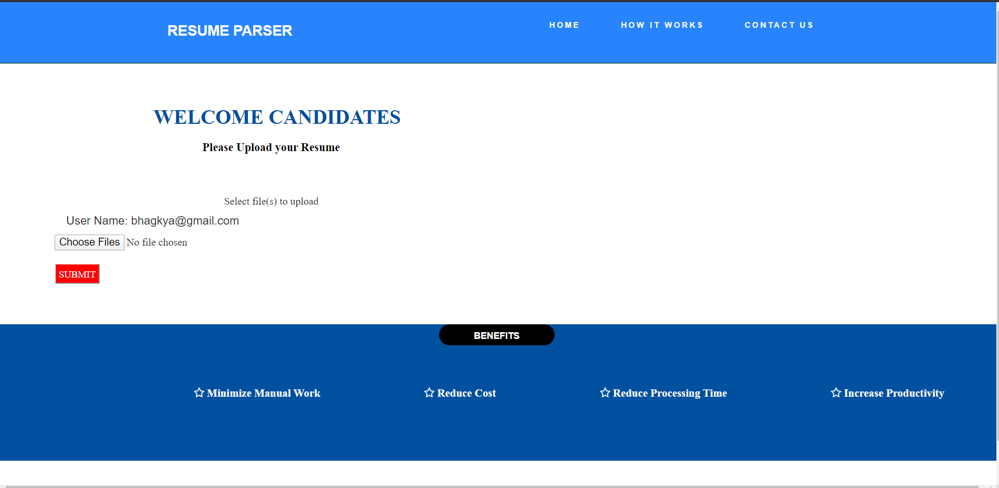 RESUME PARSER
HOME HOW IT WORKS CONTACT US
WELCOME CANDIDATES
Please Upload your Resume
Select file(s) to upload
User Name: bhagkya@gmail.com
Choose Files No file chosen
SUBMIT
BENEFITS
Minimize Manual Work Reduce Cost Reduce Processing Time Increase Productivity